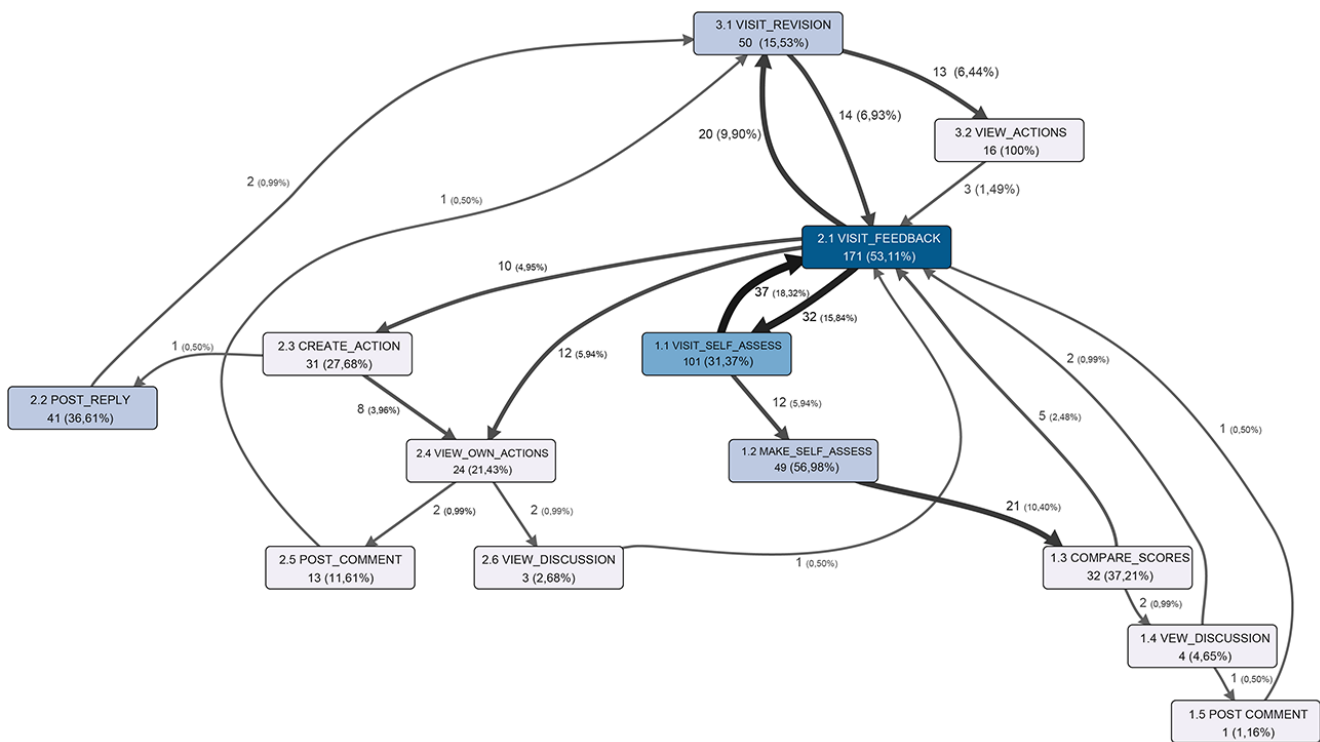 3.1 VISIT_REVISION
50 (15,53%)
13 (6,44%)
14 (6,93%)
20 (9,90%)
3.2 VIEW_ACTIONS
16 (100%)
2 (0,99%)
1 (0,50%)
3 (1,49%)
2.1 VISIT_FEEDBACK
171 (53,11%)
10 (4,95%)
37 (18,32%)
32 (15,84%)
2.3 CREATE_ACTION
31 (27,68%)
1 (0,50%)
12 (5,94%)
1.1 VISIT_SELF_ASSESS
101 (31,37%)
2 (0,99%)
2.2 POST_REPLY
41 (36,61%)
8 (3,96%)
12 (5,94%)
5 (2,48%)
1 (0,50%)
2.4 VIEW_OWN_ACTIONS
24 (21,43%)
1.2 MAKE_SELF_ASSESS
49 (56,98%)
2 (0,99%)
2 (0,99%)
21 (10,40%)
2.5 POST_COMMENT
13 (11,61%)
2.6 VIEW_DISCUSSION
3 (2,68%)
1 (0,50%)
1.3 COMPARE_SCORES
32 (37,21%)
2 (0,99%)
1.4 VEW_DISCUSSION
4 (4,65%)
1 (0,50%)
1.5 POST COMMENT
1 (1,16%)